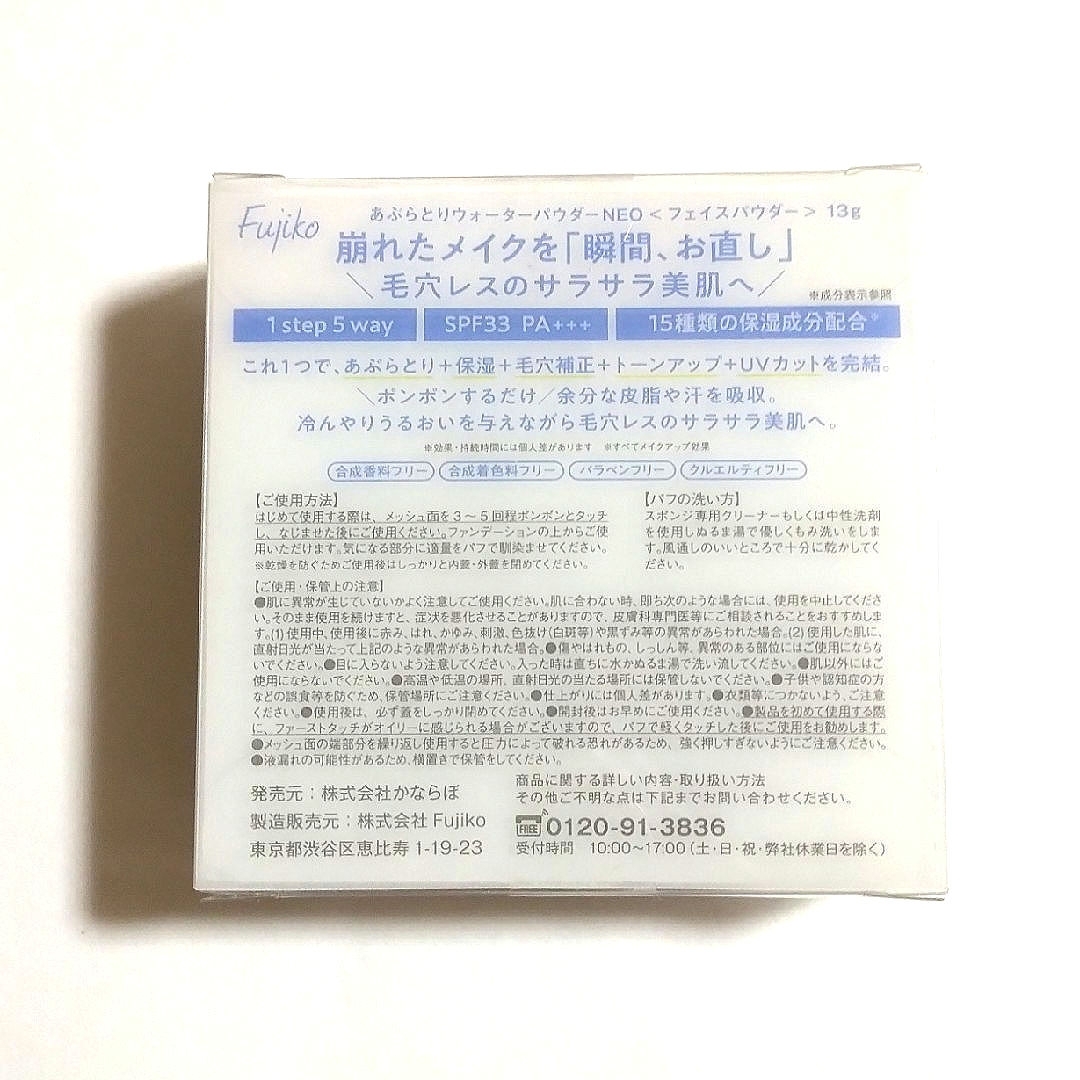 Fujiko
あぶらとりウォーターパウダーNEO＜フェイスパウダー＞ 13g
崩れたメイクを「瞬間、お直し」
＼毛穴レスのサラサラ美肌へ／
※成分表示参照
1 step 5 way
SPF33 PA+++
15種類の保湿成分配合※
これ1つで、あぶらとり＋保湿＋毛穴補正＋トーンアップ＋UVカットを完結。
＼ポンポンするだけ／余分な皮脂や汗を吸収。
冷んやりうるおいを与えながら毛穴レスのサラサラ美肌へ。
※効果・持続時間には個人差があります ※すべてメイクアップ効果
合成香料フリー 合成着色料フリー パラベンフリー クルエルティフリー
【ご使用方法】
はじめて使用する際は、メッシュ面を3～5回程ポンポンとタッチ
し、なじませた後にご使用ください。ファンデーションの上からご使
用いただけます。気になる部分に適量をパフで馴染ませてください。
※乾燥を防ぐためご使用後はしっかりと内蓋・外蓋を閉めてください。
【パフの洗い方】
スポンジ専用クリーナーもしくは中性洗剤
を使用しぬるま湯で優しくもみ洗いをしま
す。風通しのいいところで十分に乾かしてく
ださい。
【ご使用・保管上の注意】
●肌に異常が生じていないかよく注意してご使用ください。肌に合わない時、即ち次のような場合には、使用を中止してくださ
い。そのまま使用を続けますと、症状を悪化させることがありますので、皮膚科専門医等にご相談されることをおすすめしま
す。(1)使用中、使用後に赤み、はれ、かゆみ、刺激、色抜け(白斑等)や黒ずみ等の異常があらわれた場合。(2)使用した肌に、
直射日光が当たって上記のような異常があらわれた場合。●傷やはれもの、しっしん等、異常のある部位にはご使用にならな
いでください。●目に入らないよう注意してください。入った時は直ちに水かぬるま湯で洗い流してください。●肌以外にはご
使用にならないでください。●高温や低温の場所、直射日光の当たる場所には保管しないでください。●子供や認知症の方
などの誤食等を防ぐため、保管場所にご注意ください。●仕上がりには個人差があります。●衣類等につかないよう、ご注意
ください。●使用後は、必ず蓋をしっかり閉めてください。●開封後はお早めにご使用ください。●製品を初めて使用する際
に、ファーストタッチがオイリーに感じられる場合がございますので、パフで軽くタッチした後にご使用をお勧めします。
●メッシュ面の端部分を繰り返し使用すると圧力によって破れる恐れがあるため、強く押しすぎないようにご注意ください。
●液漏れの可能性があるため、横置きで保管をしてください。
発売元：株式会社かならぼ
製造販売元：株式会社 Fujiko
東京都渋谷区恵比寿 1-19-23
商品に関する詳しい内容・取り扱い方法
その他ご不明な点は下記までお問い合わせください。
FREE 0120-91-3836
受付時間 10:00～17:00（土・日・祝・弊社休業日を除く）